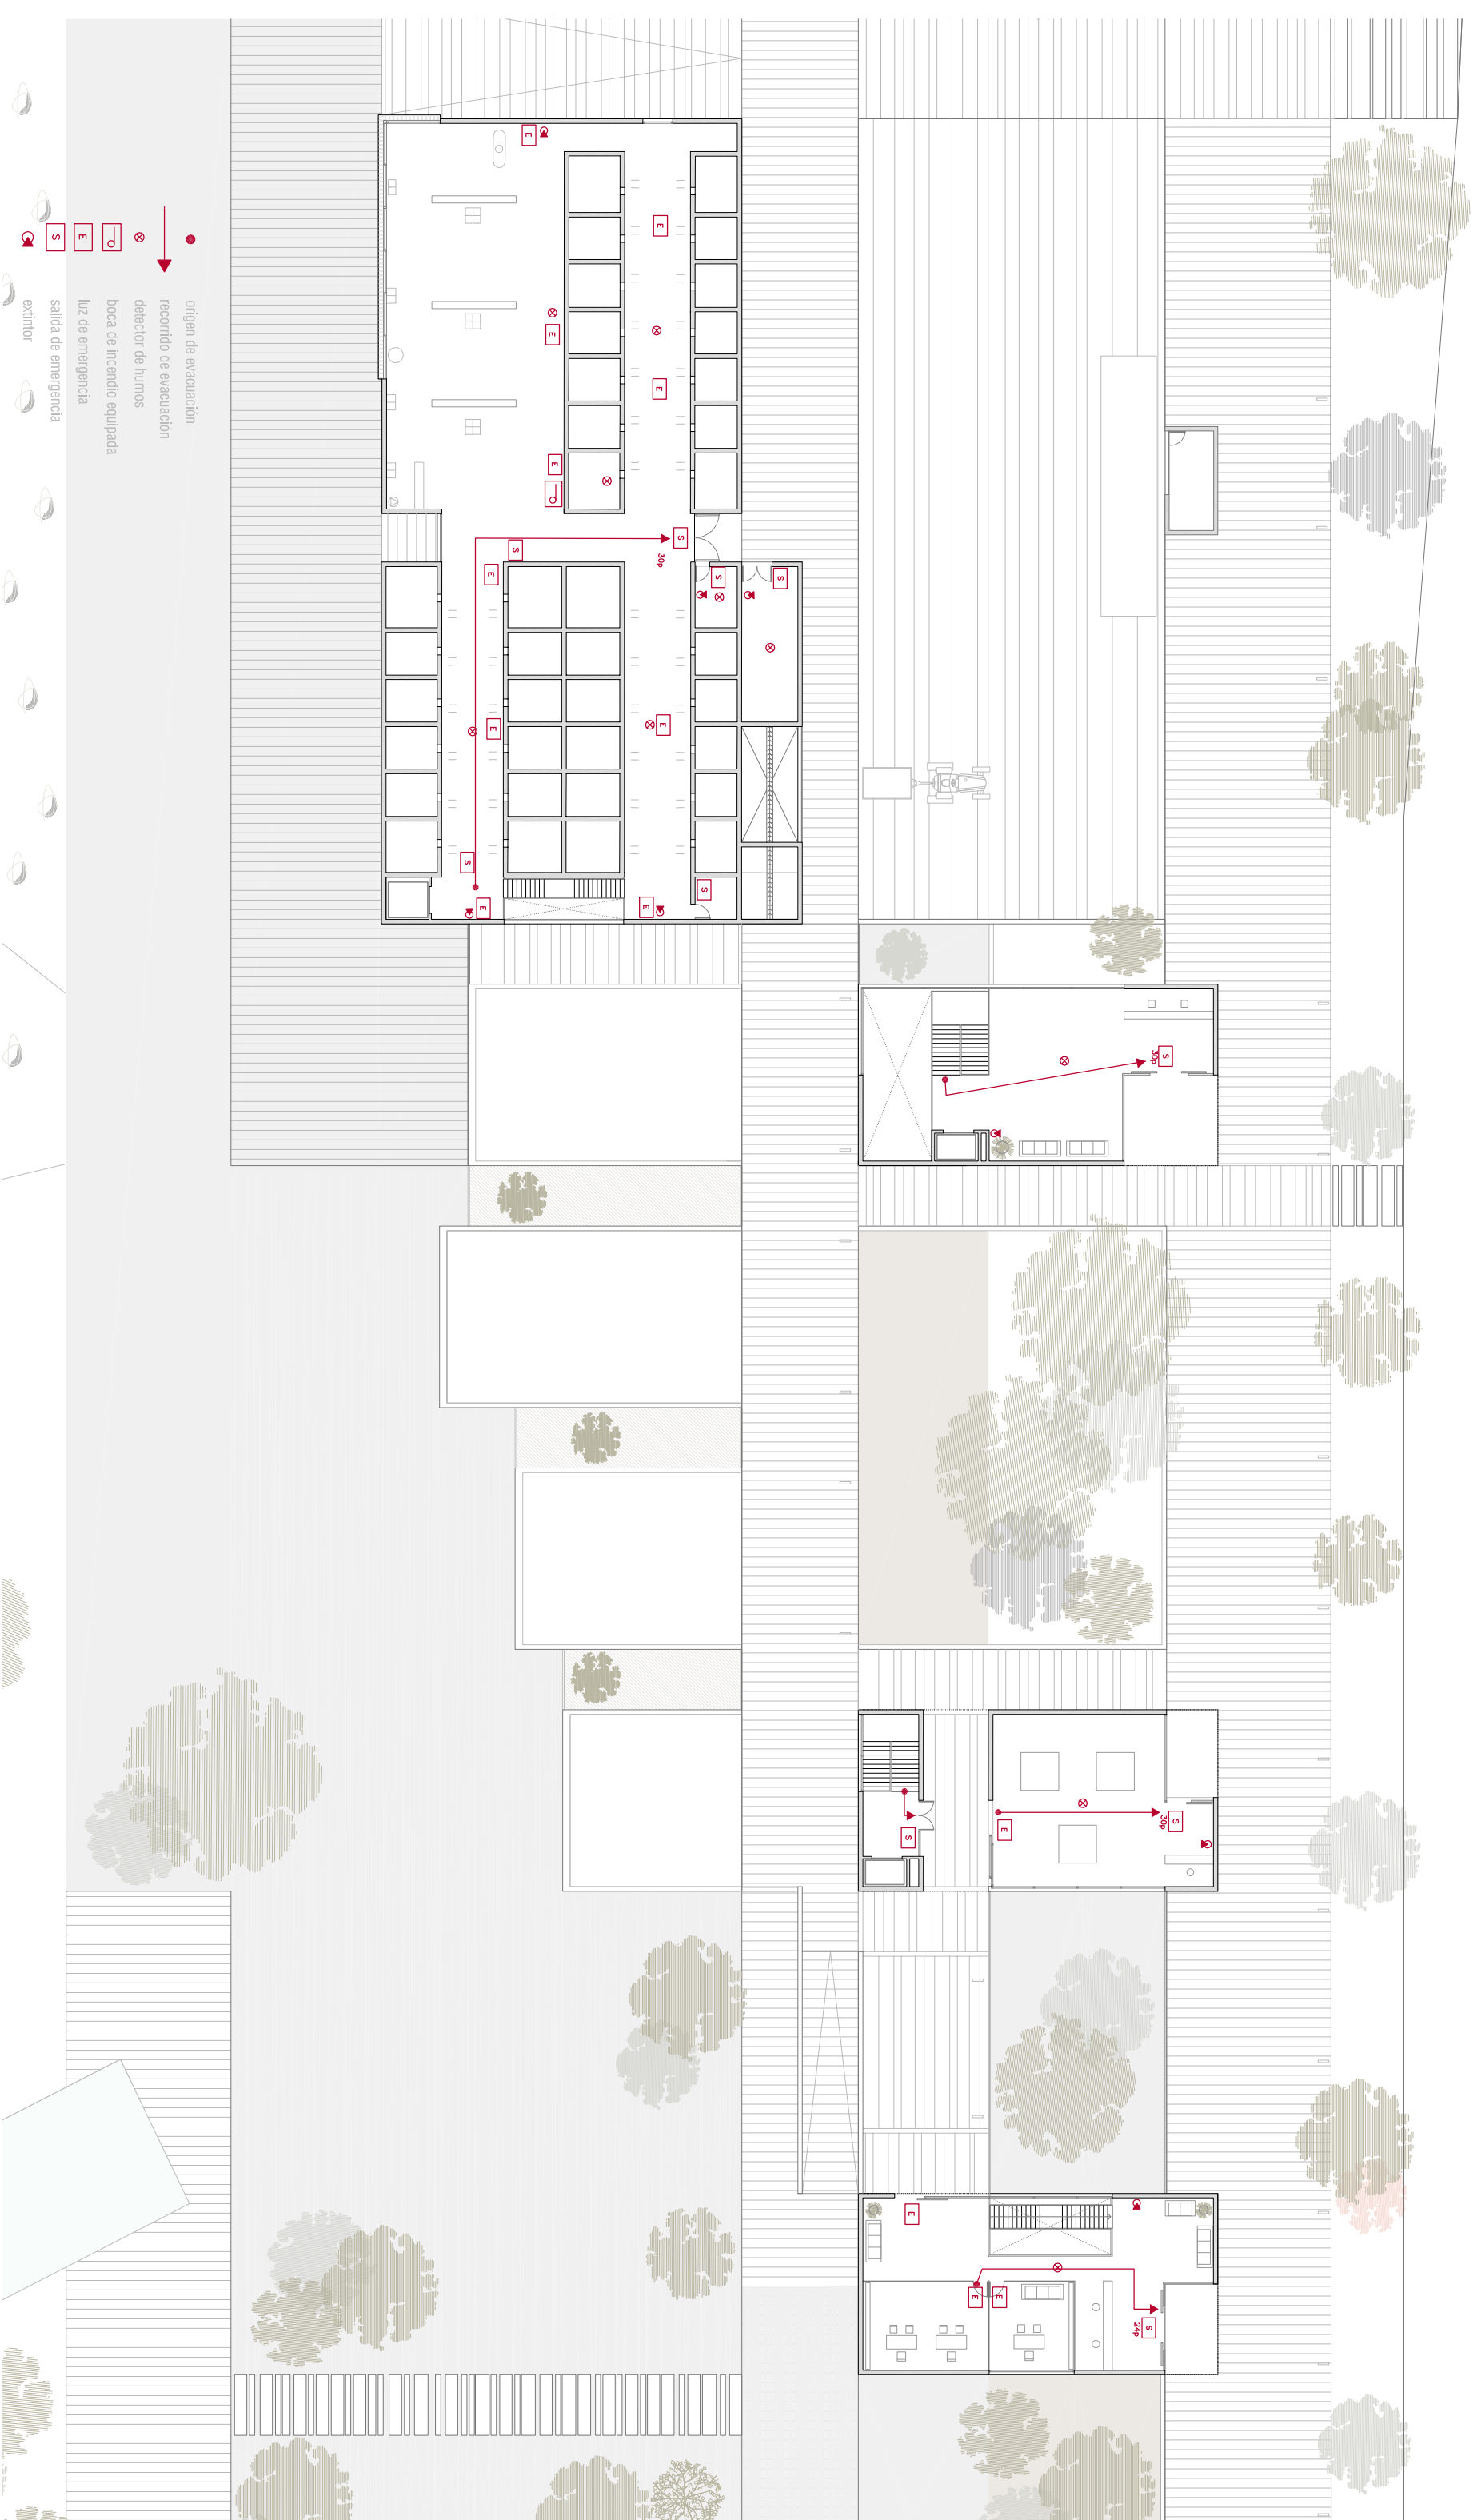 S
30p
S
30p
S
24p
E
E
E
E
S
S
S
S
S
E
E
30p
E
E
E
E
E
S
E
E
E
S
origen de evacuación
recorrido de evacuación
detector de humos
boca de incendio equipada
E luz de emergencia
S salida de emergencia
extintor